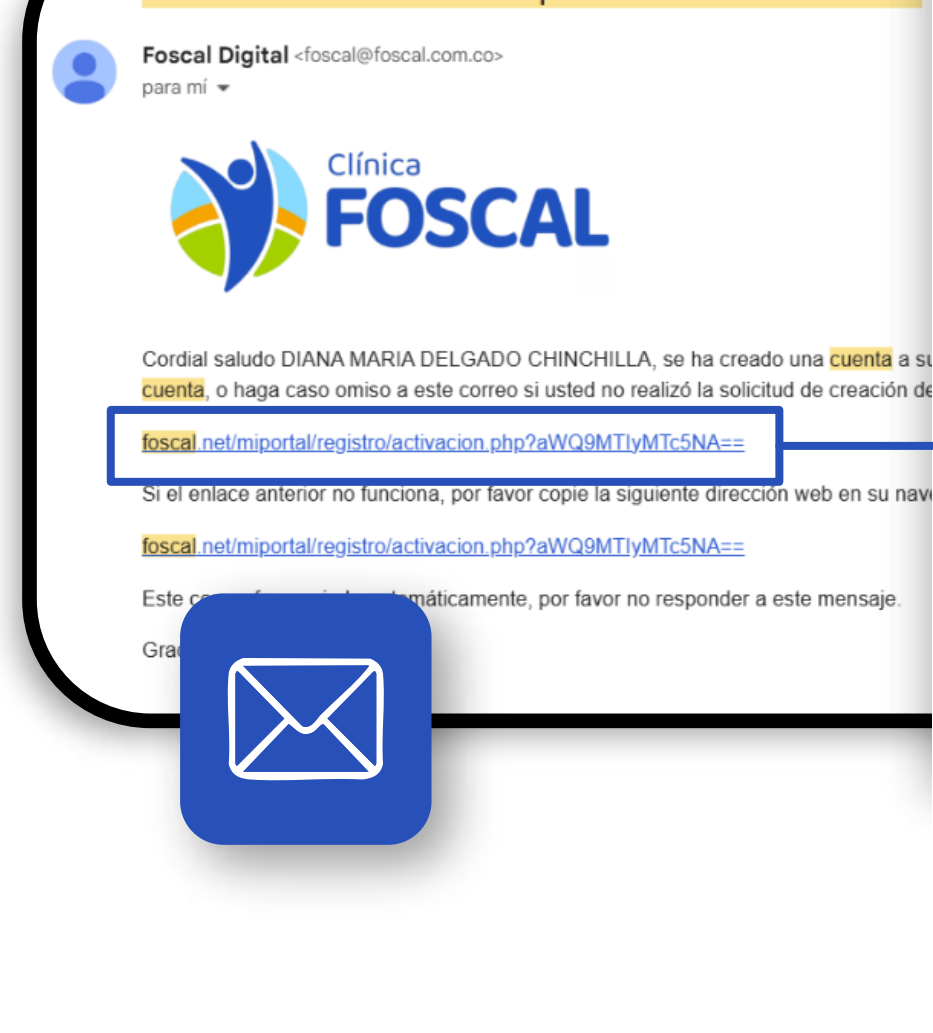 Foscal Digital <foscal@foscal.com.co>
para mí
Clínica
FOSCAL
Cordial saludo DIANA MARIA DELGADO CHINCHILLA, se ha creado una cuenta a su
cuenta, o haga caso omiso a este correo si usted no realizó la solicitud de creación de
foscal.net/miportal/registro/activacion.php?aWQ9MTIyMTc5NA==
Si el enlace anterior no funciona, por favor copie la siguiente dirección web en su nave
foscal.net/miportal/registro/activacion.php?aWQ9MTIyMTc5NA==
Este máticamente, por favor no responder a este mensaje.